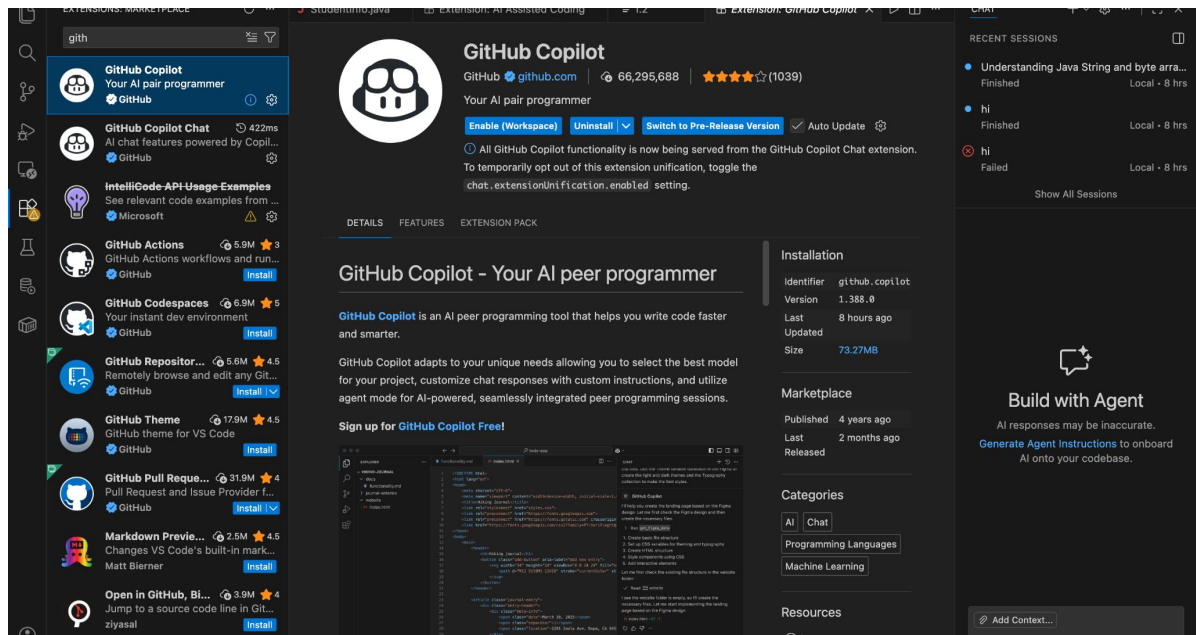 EXTENSIONS: MARKETPLACE
gith
GitHub Copilot
Your AI pair programmer
GitHub
GitHub Copilot Chat 422ms
AI chat features powered by Copil...
GitHub
IntelliCode API Usage Examples
See relevant code examples from ...
Microsoft
GitHub Actions 5.9M 3
GitHub Actions workflows and run...
GitHub Install
GitHub Codespaces 6.9M 5
Your instant dev environment
GitHub Install
GitHub Repositor... 5.6M 4.5
Remotely browse and edit any Git...
GitHub Install
GitHub Theme 17.9M 4.5
GitHub theme for VS Code
GitHub Install
GitHub Pull Reque... 31.9M 4
Pull Request and Issue Provider f...
GitHub Install
Markdown Previe... 2.5M 4.5
Changes VS Code's built-in mark...
Matt Bierner Install
Open in GitHub, Bi... 3.9M 4
Jump to a source code line in Git...
ziyasal Install
StudentInfo.java Extension: AI Assisted Coding 1.2 Extension: GitHub Copilot
GitHub Copilot
GitHub github.com 66,295,688 (1039)
Your AI pair programmer
Enable (Workspace) Uninstall Switch to Pre-Release Version Auto Update
All GitHub Copilot functionality is now being served from the GitHub Copilot Chat extension.
To temporarily opt out of this extension unification, toggle the
chat.extensionUnification.enabled setting.
DETAILS FEATURES EXTENSION PACK
GitHub Copilot - Your AI peer programmer
GitHub Copilot is an AI peer programming tool that helps you write code faster
and smarter.
GitHub Copilot adapts to your unique needs allowing you to select the best model
for your project, customize chat responses with custom instructions, and utilize
agent mode for AI-powered, seamlessly integrated peer programming sessions.
Sign up for GitHub Copilot Free!
Installation
Identifier github.copilot
Version 1.388.0
Last 8 hours ago
Updated
Size 73.27MB
Marketplace
Published 4 years ago
Last 2 months ago
Released
Categories
AI Chat
Programming Languages
Machine Learning
Resources
CHAT
RECENT SESSIONS
Understanding Java String and byte arra...
Finished Local • 8 hrs
hi
Finished Local • 8 hrs
hi
Failed Local • 8 hrs
Show All Sessions
Build with Agent
AI responses may be inaccurate.
Generate Agent Instructions to onboard
AI onto your codebase.
Add Context...